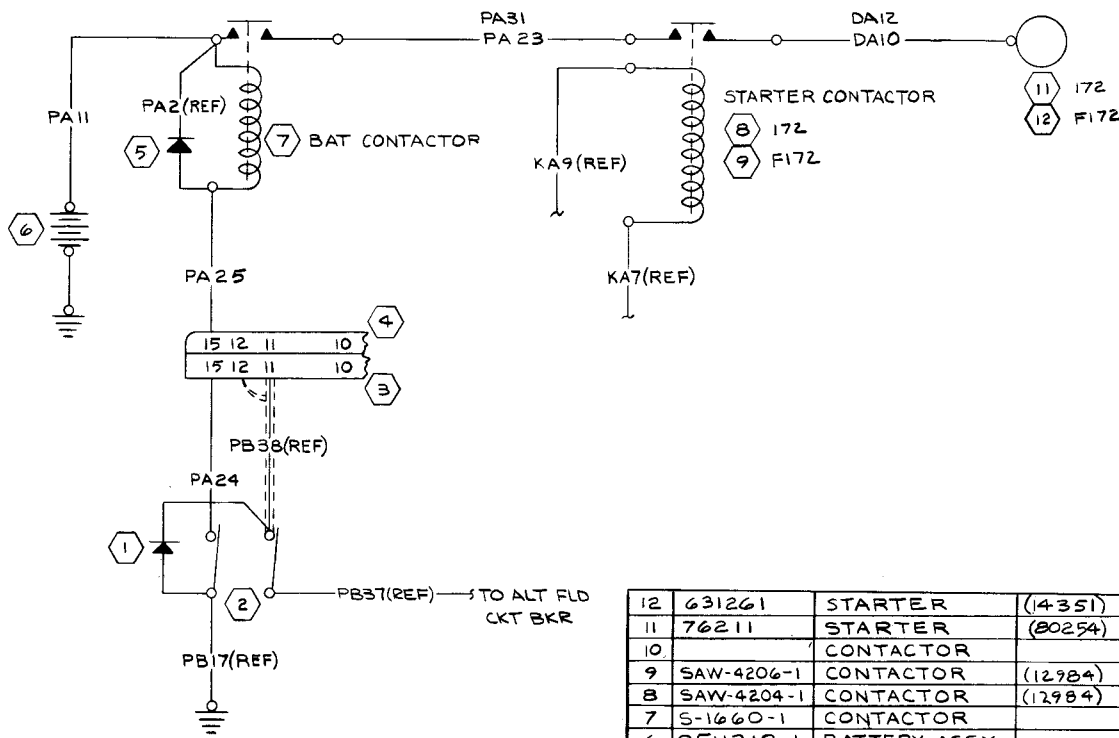 PA31
PA 23
DA12
DA10
PA11
PA2(REF)
5
7 BAT CONTACTOR
STARTER CONTACTOR
8 172
9 F172
11 172
12 F172
KA9(REF)
KA7(REF)
6
PA25
4
15 12 11 10
15 12 11 10
3
PB38(REF)
PA24
1
2
PB37(REF) TO ALT FLD
CKT BKR
PB17(REF)
12 631261 STARTER (14351)
11 76211 STARTER (80254)
10 CONTACTOR
9 SAW-4206-1 CONTACTOR (12984)
8 SAW-4204-1 CONTACTOR (12984)
7 S-1660-1 CONTACTOR